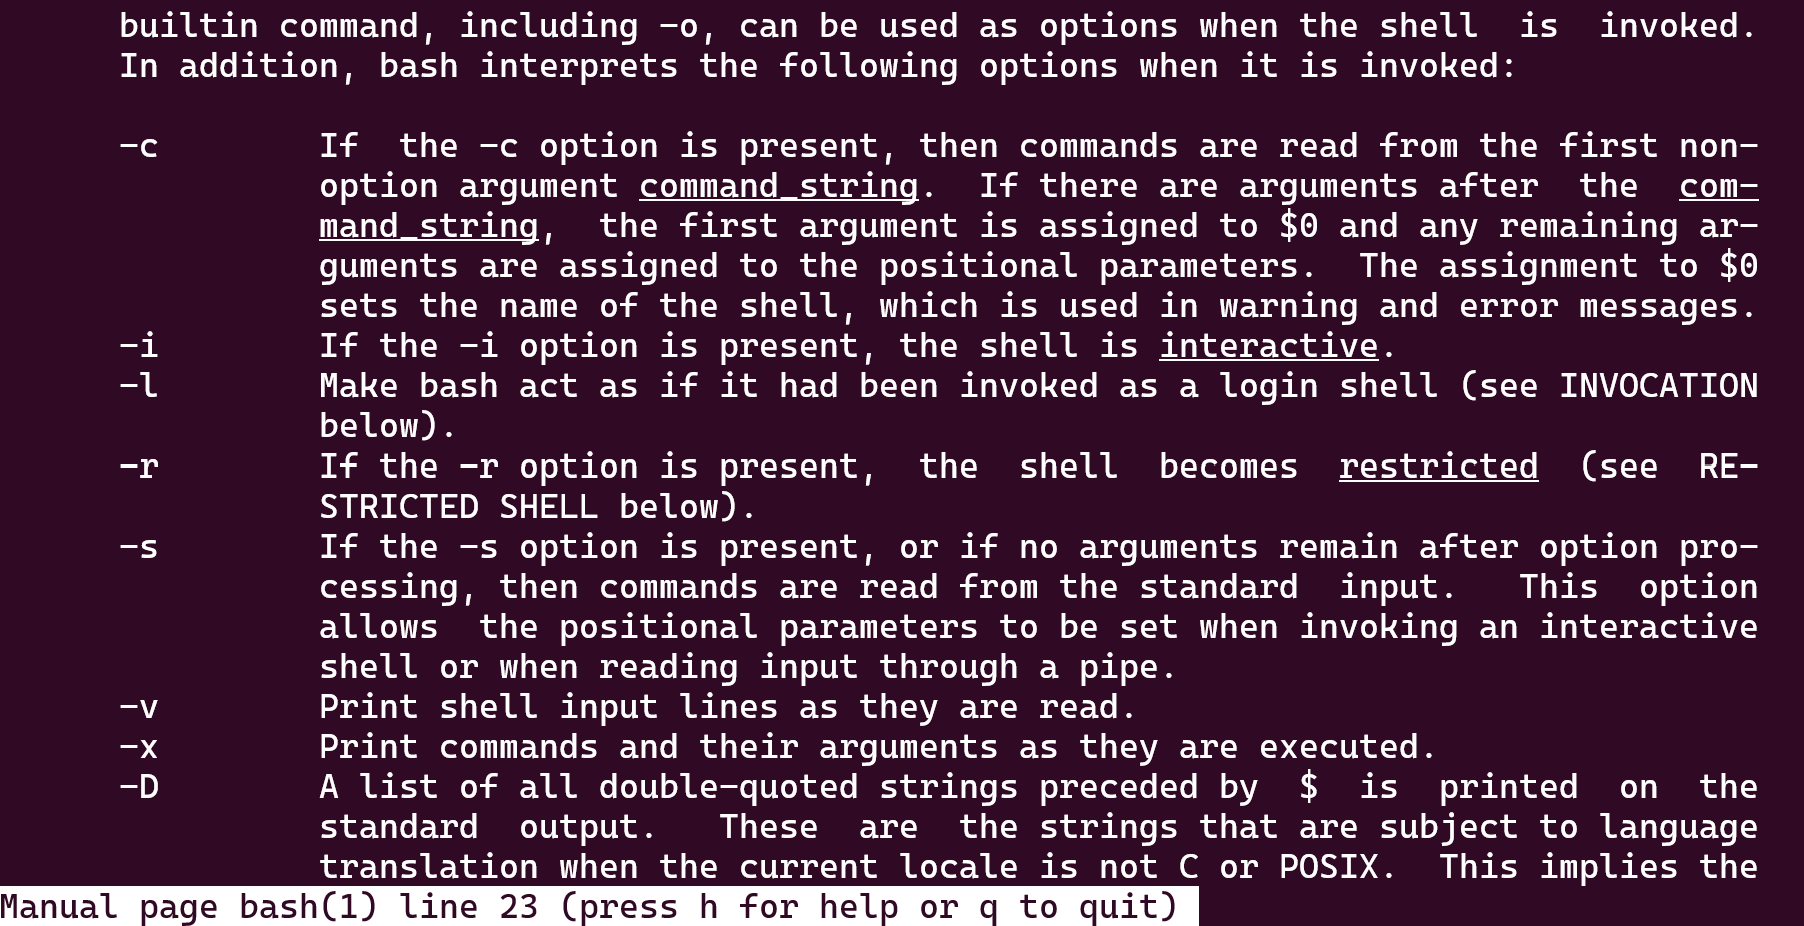 builtin command, including -o, can be used as options when the shell  is  invoked.
In addition, bash interprets the following options when it is invoked:
-c        If  the -c option is present, then commands are read from the first non-
option argument command_string.  If there are arguments after  the  com-
mand_string,  the first argument is assigned to $0 and any remaining ar-
guments are assigned to the positional parameters.  The assignment to $0
sets the name of the shell, which is used in warning and error messages.
-i        If the -i option is present, the shell is interactive.
-l        Make bash act as if it had been invoked as a login shell (see INVOCATION
below).
-r        If the -r option is present,  the  shell  becomes  restricted  (see  RE-
STRICTED SHELL below).
-s        If the -s option is present, or if no arguments remain after option pro-
cessing, then commands are read from the standard  input.   This  option
allows  the positional parameters to be set when invoking an interactive
shell or when reading input through a pipe.
-v        Print shell input lines as they are read.
-x        Print commands and their arguments as they are executed.
-D        A list of all double-quoted strings preceded by  $  is  printed  on  the
standard  output.   These  are  the strings that are subject to language
translation when the current locale is not C or POSIX.  This implies the
Manual page bash(1) line 23 (press h for help or q to quit)